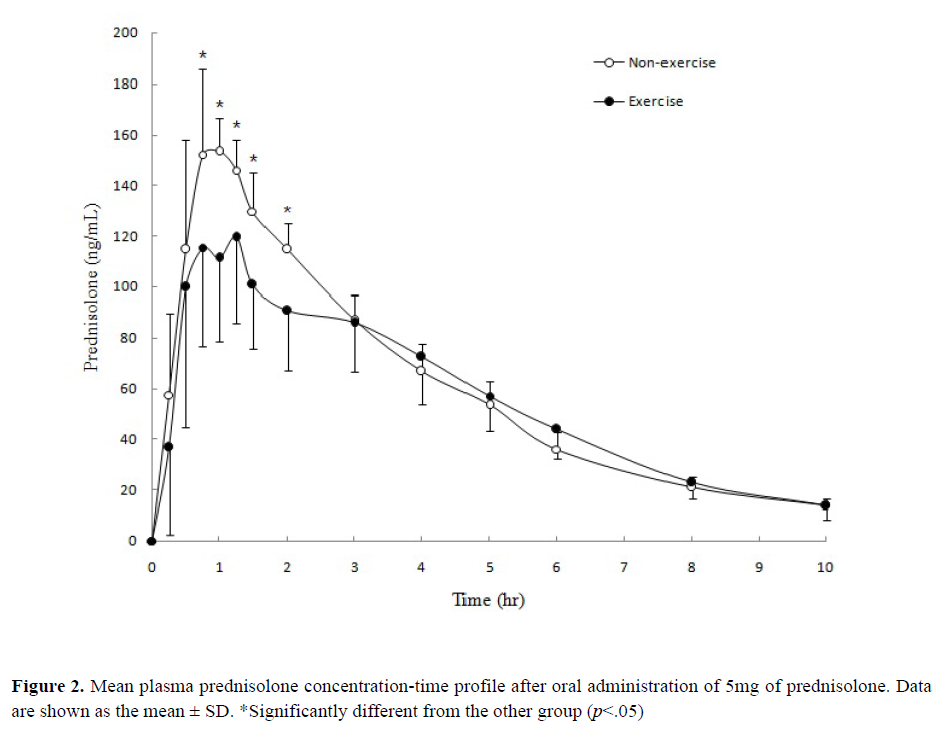 200
180
160
140
120
100
80
60
40
20
0
Prednisolone (ng/mL)
* * * * *
Non-exercise
Exercise
0 1 2 3 4 5 6 7 8 9 10
Time (hr)
Figure 2. Mean plasma prednisolone concentration-time profile after oral administration of 5mg of prednisolone. Data
are shown as the mean ± SD. *Significantly different from the other group (p<.05)